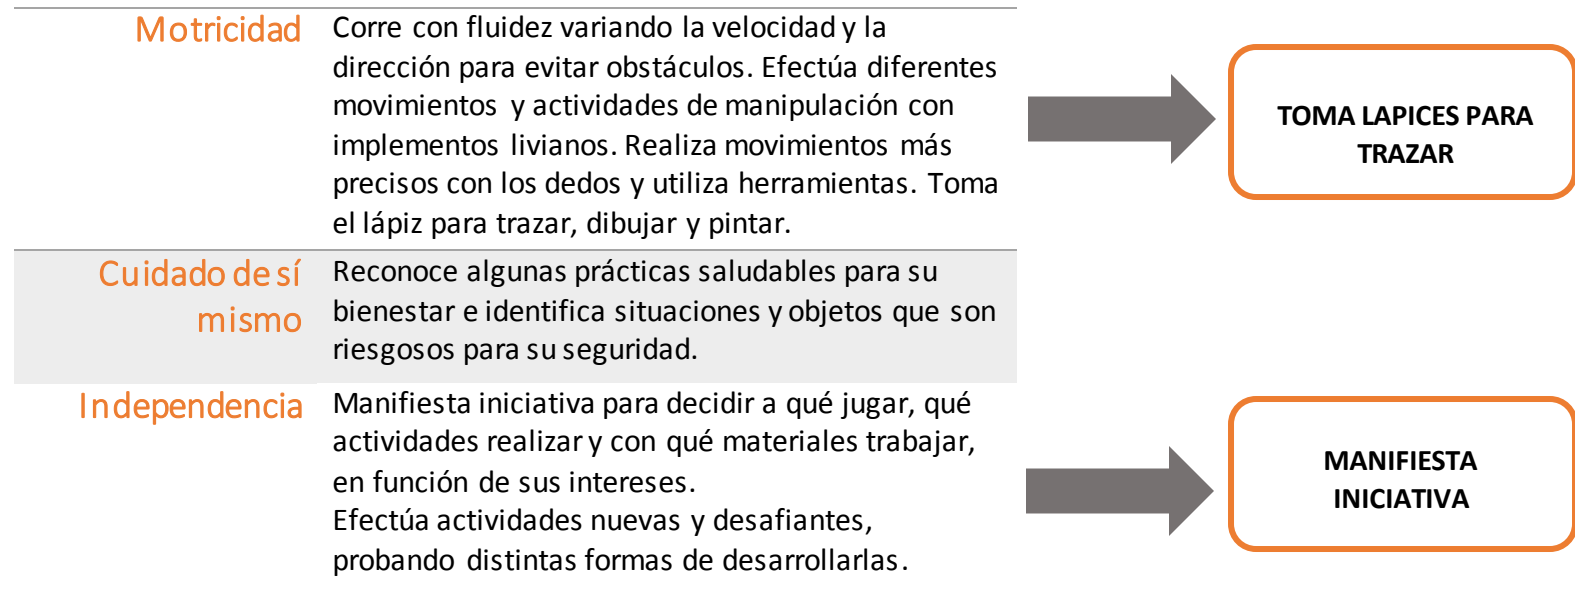 Motricidad
Corre con fluidez variando la velocidad y la
dirección para evitar obstáculos. Efectúa diferentes
movimientos y actividades de manipulación con
implementos livianos. Realiza movimientos más
precisos con los dedos y utiliza herramientas. Toma
el lápiz para trazar, dibujar y pintar.
TOMA LAPICES PARA
TRAZAR
Cuidado de sí
mismo
Reconoce algunas prácticas saludables para su
bienestar e identifica situaciones y objetos que son
riesgosos para su seguridad.
Independencia
Manifiesta iniciativa para decidir a qué jugar, qué
actividades realizar y con qué materiales trabajar,
en función de sus intereses.
Efectúa actividades nuevas y desafiantes,
probando distintas formas de desarrollarlas.
MANIFIESTA
INICIATIVA